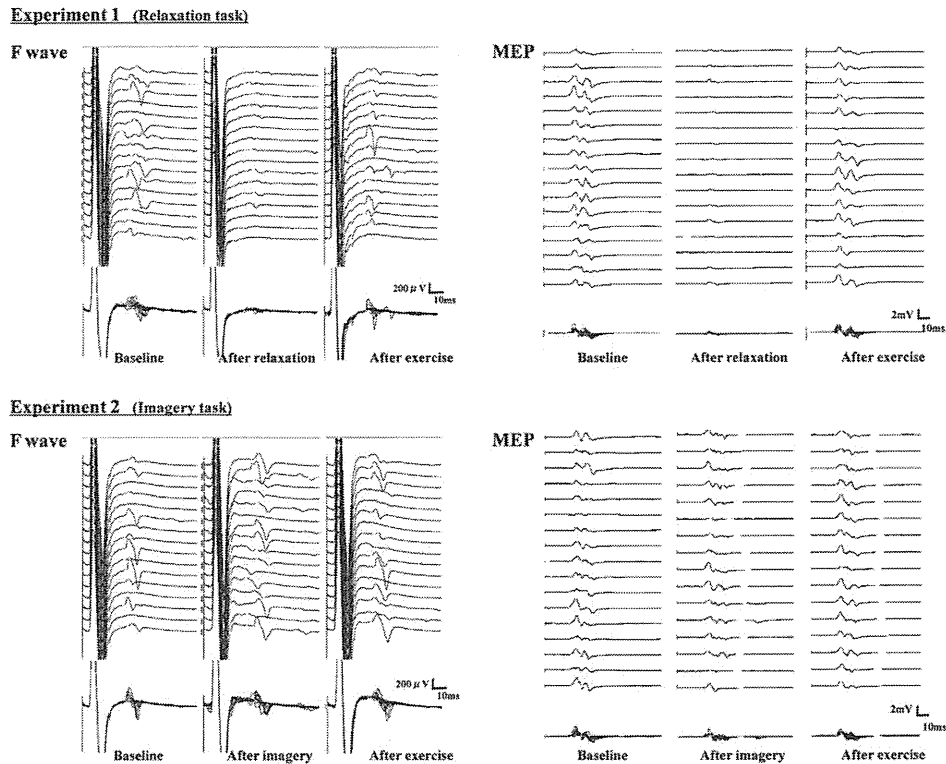 Experiment 1 (Relaxation task)
F wave
MEP
200 μV
10ms
2mV
10ms
Baseline
After relaxation
After exercise
Baseline
After relaxation
After exercise
Experiment 2 (Imagery task)
F wave
MEP
200 μV
10ms
2mV
10ms
Baseline
After imagery
After exercise
Baseline
After imagery
After exercise